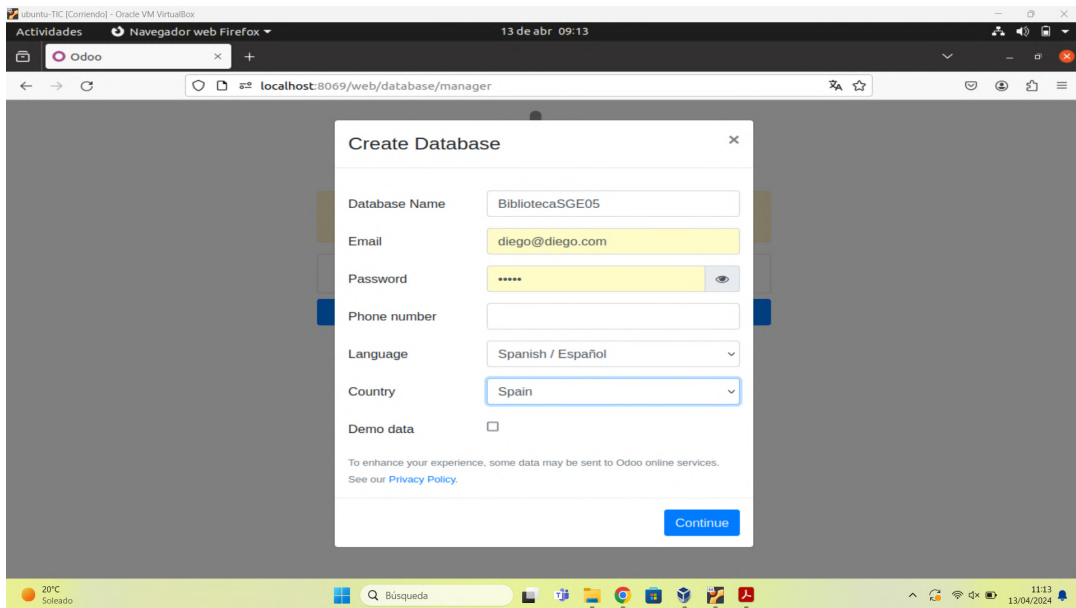 ubuntu-TIC [Corriendo] - Oracle VM VirtualBox
Actividades Navegador web Firefox 13 de abr 09:13
Odoo
localhost:8069/web/database/manager
Create Database
Database Name BibliotecaSGE05
Email diego@diego.com
Password •••••
Phone number
Language Spanish / Español
Country Spain
Demo data
To enhance your experience, some data may be sent to Odoo online services.
See our Privacy Policy.
Continue
20°C
Soleado
Búsqueda
11:13
13/04/2024